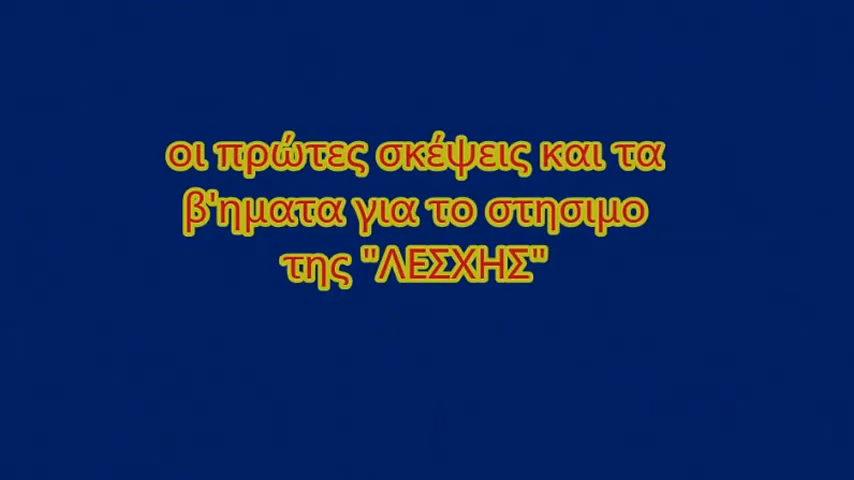 οι πρώτες σκέψεις και τα
β'ηματα για το στησιμο
της "ΛΕΣΧΗΣ"